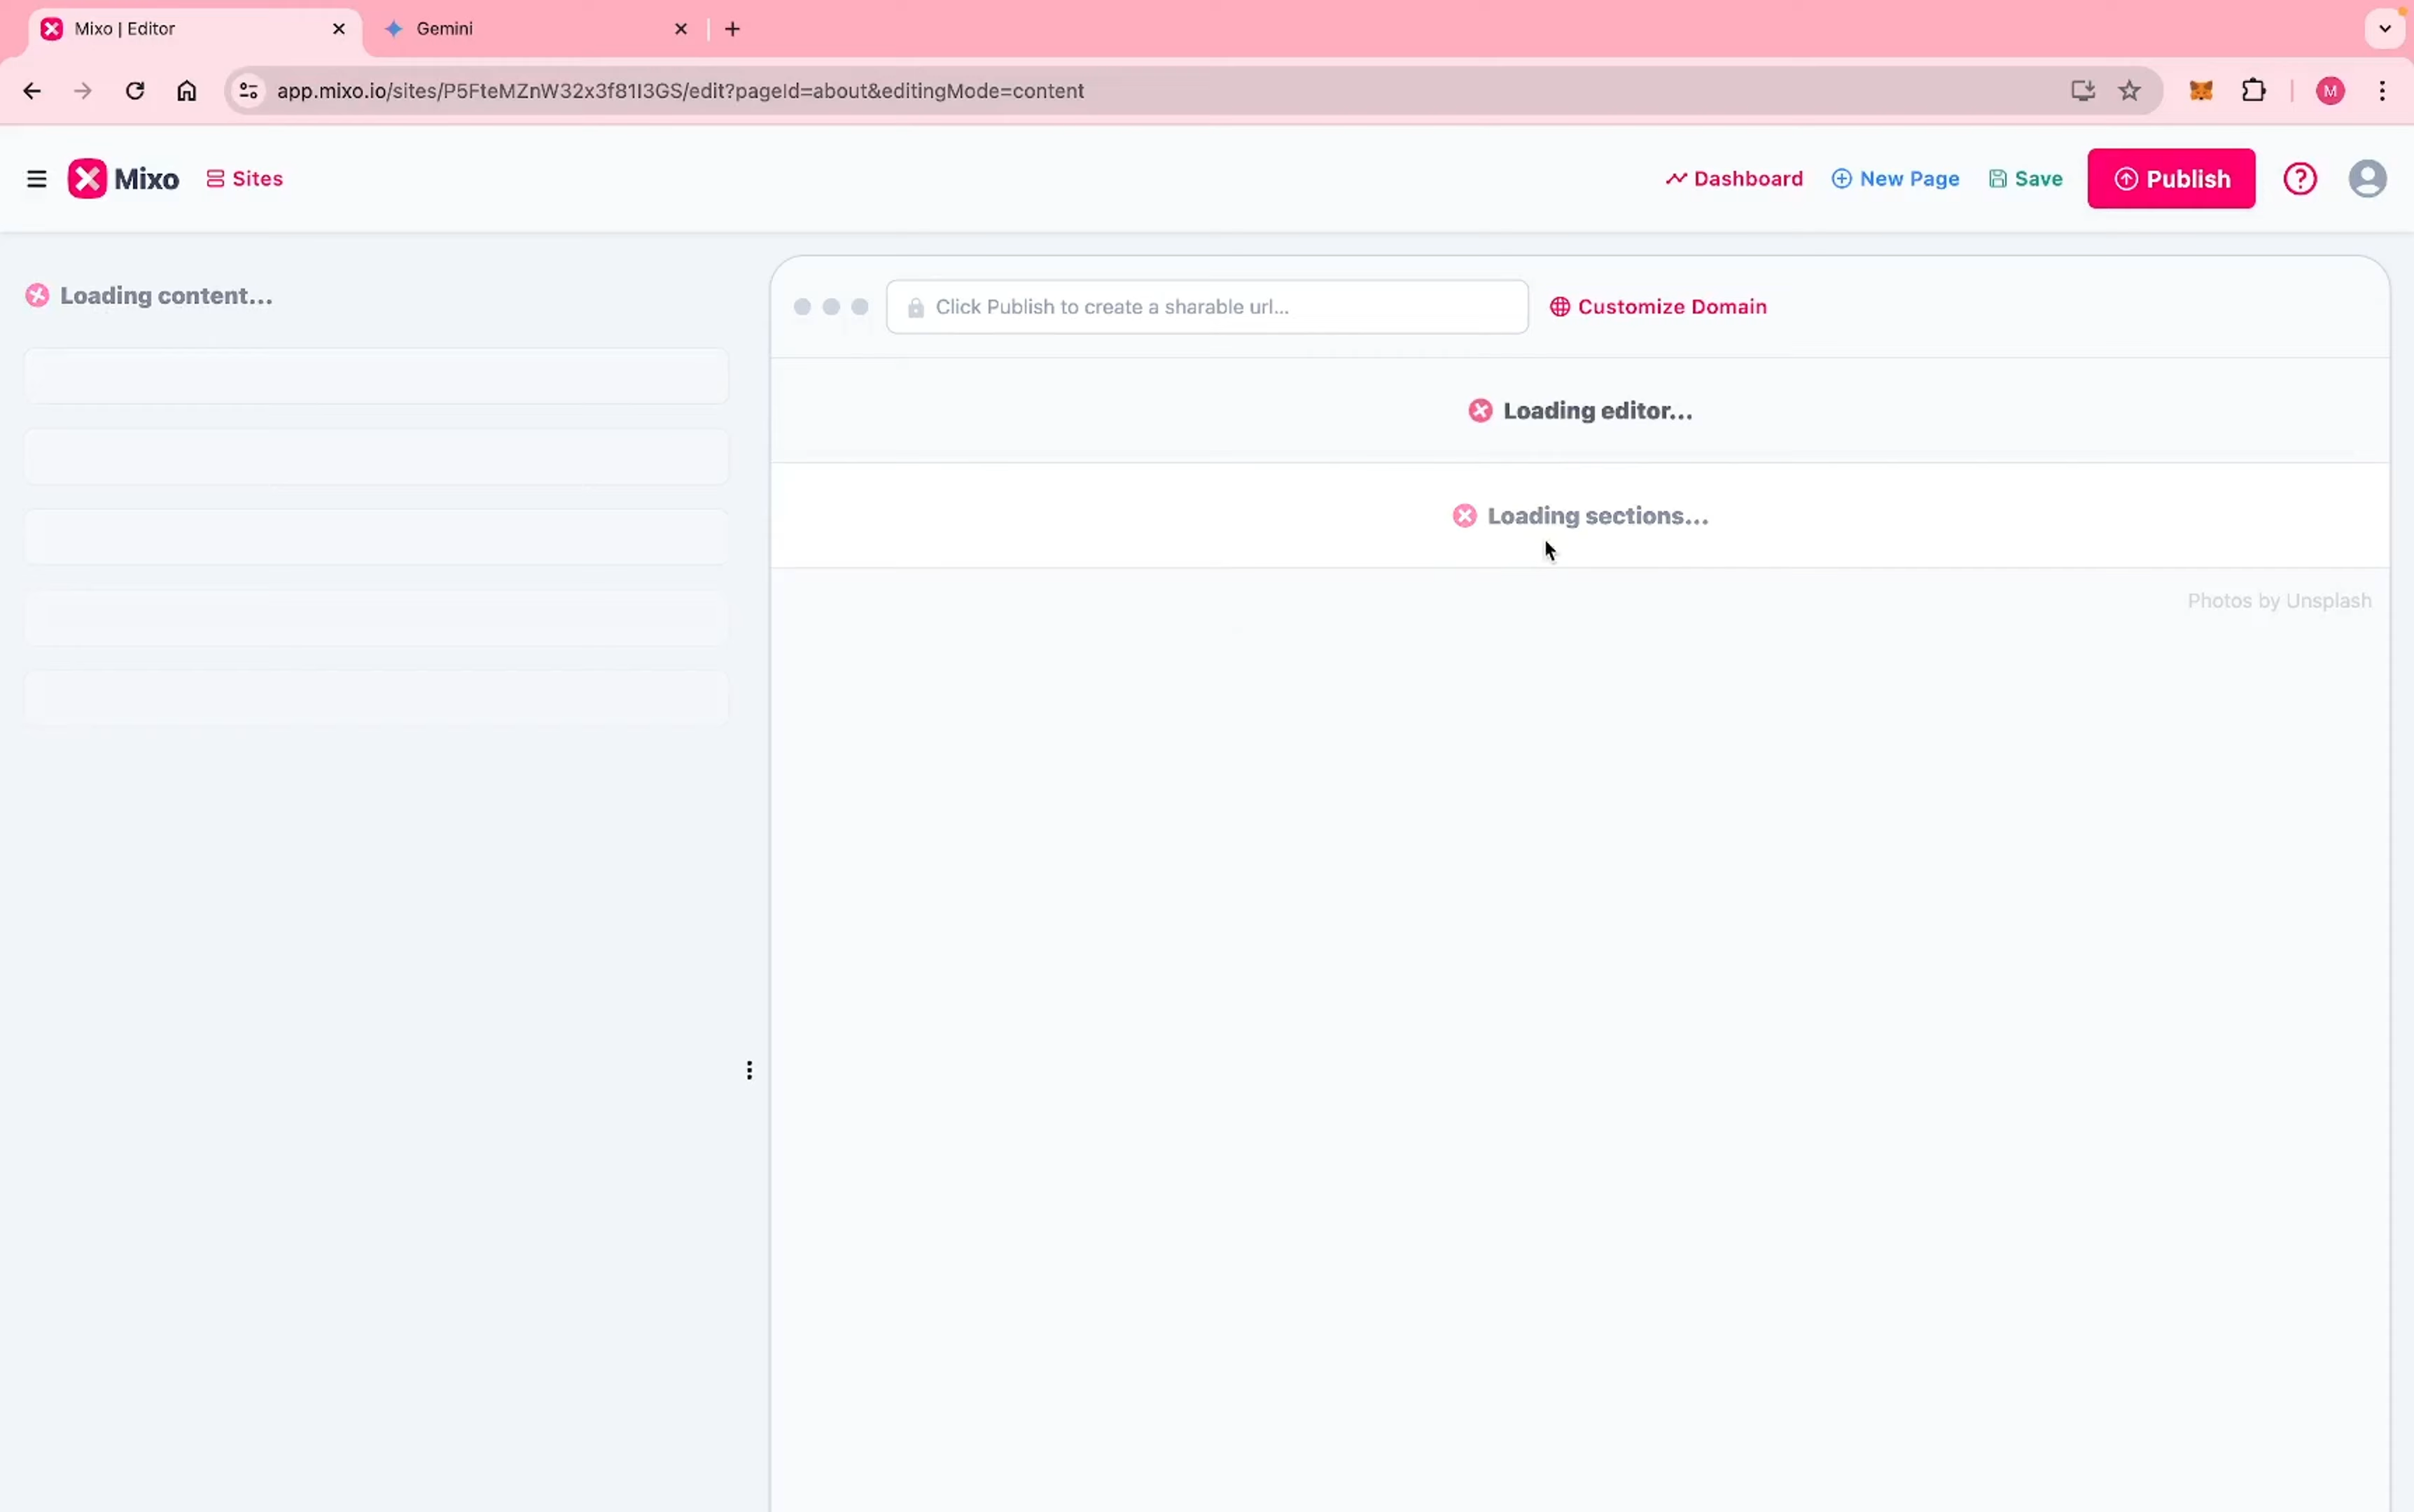 Mixo | Editor
Gemini
app.mixo.io/sites/P5FteMZnW32x3f81I3GS/edit?pageId=about&editingMode=content
M
Mixo
Sites
Dashboard
New Page
Save
Publish
Loading content...
Click Publish to create a sharable url...
Customize Domain
Loading editor...
Loading sections...
Photos by Unsplash